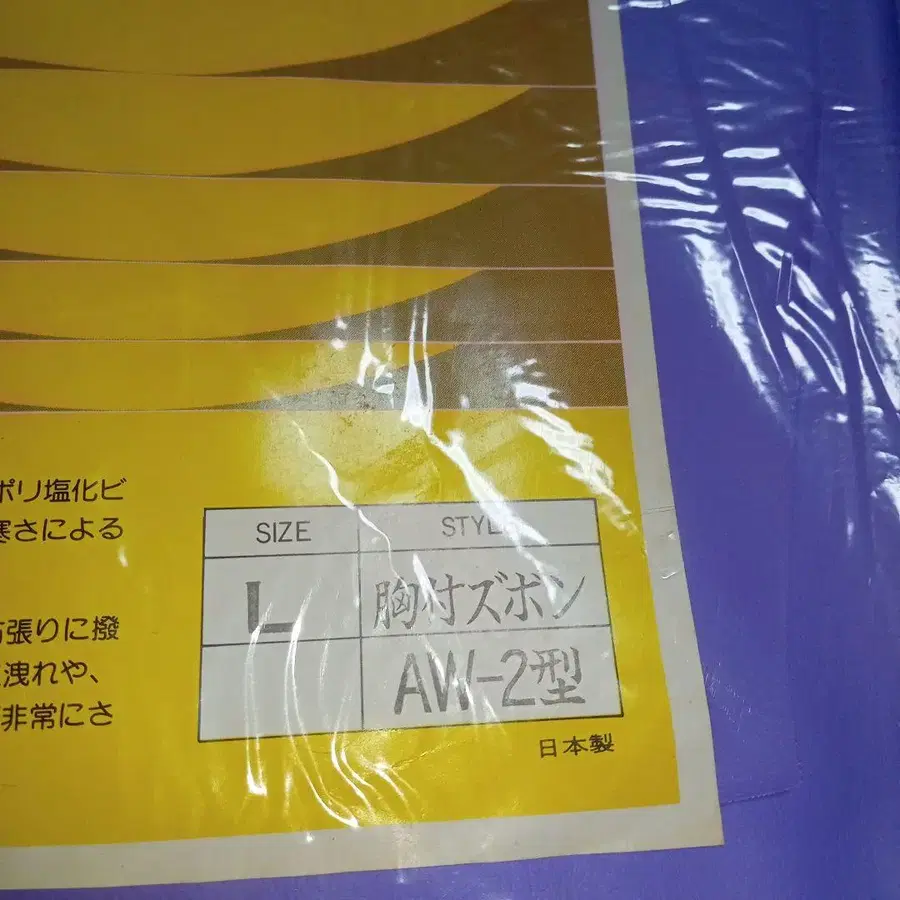 ポリ塩化ビ
寒さによる
張りに撥
洩れや、
非常にさ
SIZE
STYLE
L
胸付ズボン
AW-2型
日本製